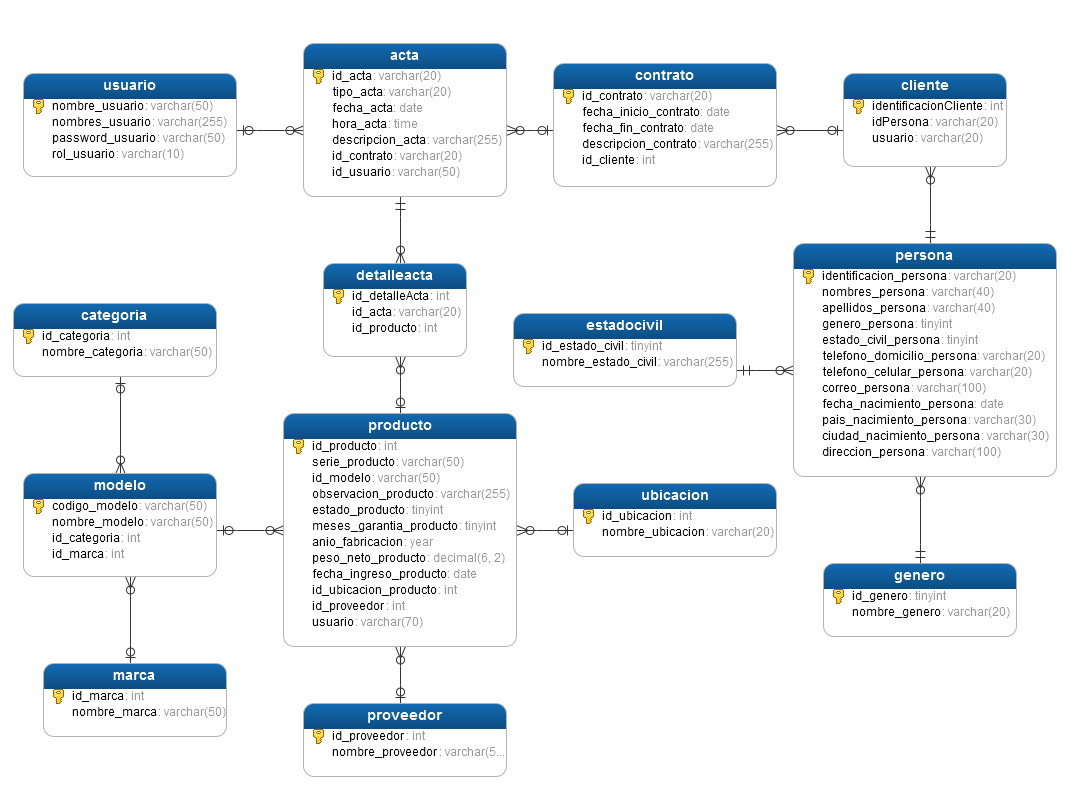 acta
id_acta: varchar(20)
tipo_acta: varchar(20)
fecha_acta: date
hora_acta: time
descripcion_acta: varchar(255)
id_contrato: varchar(20)
id_usuario: varchar(50)
usuario
nombre_usuario: varchar(50)
nombres_usuario: varchar(255)
password_usuario: varchar(50)
rol_usuario: varchar(10)
contrato
id_contrato: varchar(20)
fecha_inicio_contrato: date
fecha_fin_contrato: date
descripcion_contrato: varchar(255)
id_cliente: int
cliente
identificacionCliente: int
idPersona: varchar(20)
usuario: varchar(20)
persona
identificacion_persona: varchar(20)
nombres_persona: varchar(40)
apellidos_persona: varchar(40)
genero_persona: tinyint
estado_civil_persona: tinyint
telefono_domicilio_persona: varchar(20)
telefono_celular_persona: varchar(20)
correo_persona: varchar(100)
fecha_nacimiento_persona: date
pais_nacimiento_persona: varchar(30)
ciudad_nacimiento_persona: varchar(30)
direccion_persona: varchar(100)
detalleacta
id_detalleActa: int
id_acta: varchar(20)
id_producto: int
categoria
id_categoria: int
nombre_categoria: varchar(50)
estadocivil
id_estado_civil: tinyint
nombre_estado_civil: varchar(255)
producto
id_producto: int
serie_producto: varchar(50)
id_modelo: varchar(50)
observacion_producto: varchar(255)
estado_producto: tinyint
meses_garantia_producto: tinyint
anio_fabricacion: year
peso_neto_producto: decimal(6, 2)
fecha_ingreso_producto: date
id_ubicacion_producto: int
id_proveedor: int
usuario: varchar(70)
modelo
codigo_modelo: varchar(50)
nombre_modelo: varchar(50)
id_categoria: int
id_marca: int
ubicacion
id_ubicacion: int
nombre_ubicacion: varchar(20)
genero
id_genero: tinyint
nombre_genero: varchar(20)
marca
id_marca: int
nombre_marca: varchar(50)
proveedor
id_proveedor: int
nombre_proveedor: varchar(5...